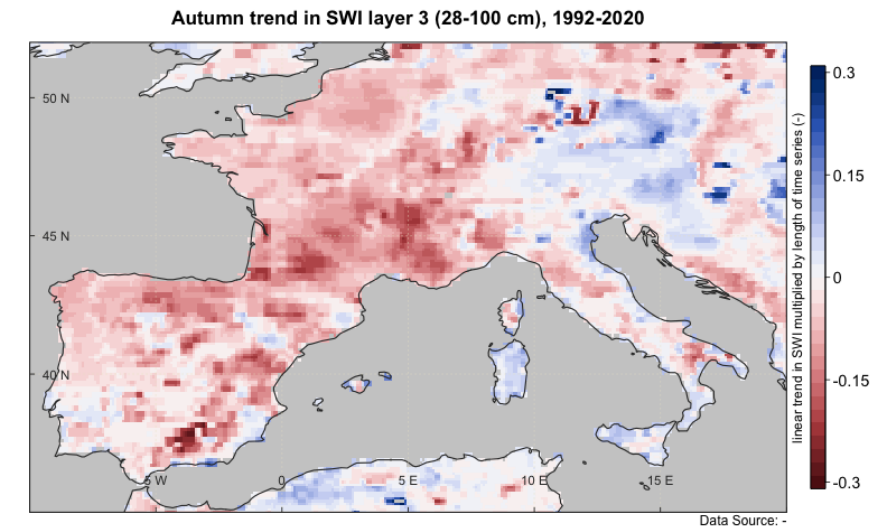 Autumn trend in SWI layer 3 (28-100 cm), 1992-2020
50 N
45 N
40 N
5 W
0
5 E
10 E
15 E
0.3
0.15
0
-0.15
-0.3
linear trend in SWI multiplied by length of time series (-)
Data Source: -